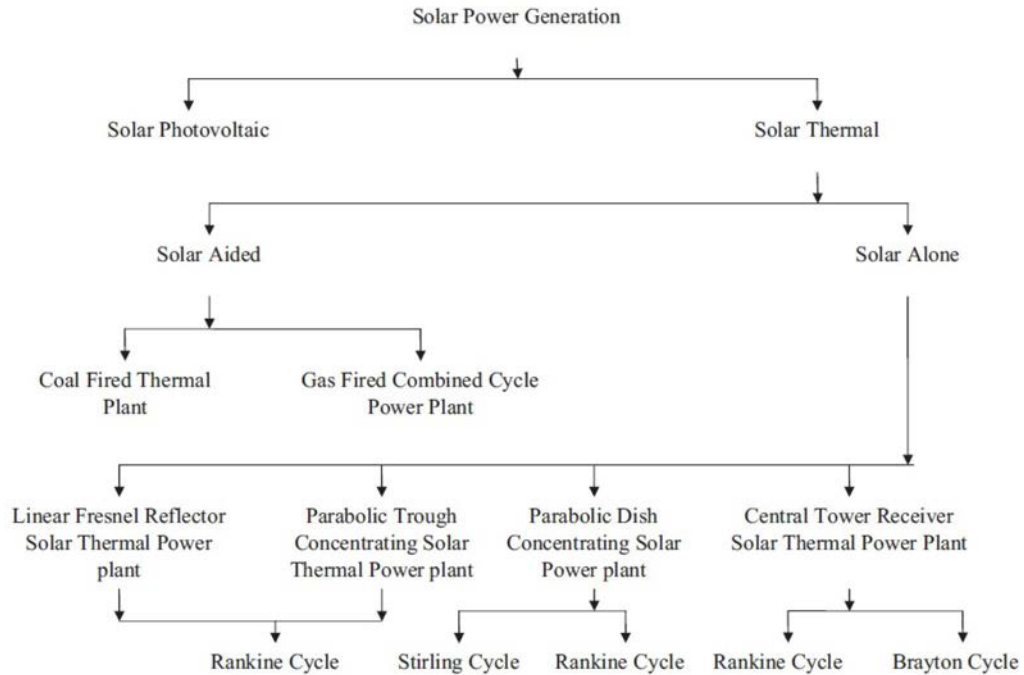 Solar Power Generation
Solar Photovoltaic
Solar Thermal
Solar Aided
Solar Alone
Coal Fired Thermal
Plant
Gas Fired Combined Cycle
Power Plant
Linear Fresnel Reflector
Solar Thermal Power
plant
Parabolic Trough
Concentrating Solar
Thermal Power plant
Parabolic Dish
Concentrating Solar
Power plant
Central Tower Receiver
Solar Thermal Power Plant
Rankine Cycle
Stirling Cycle
Rankine Cycle
Rankine Cycle
Brayton Cycle